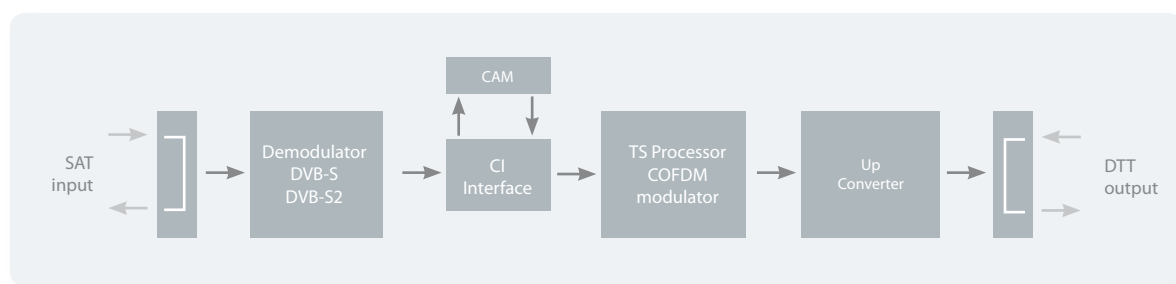 SAT
input
Demodulator
DVB-S
DVB-S2
CAM
CI
Interface
TS Processor
COFDM
modulator
Up
Converter
DTT
output